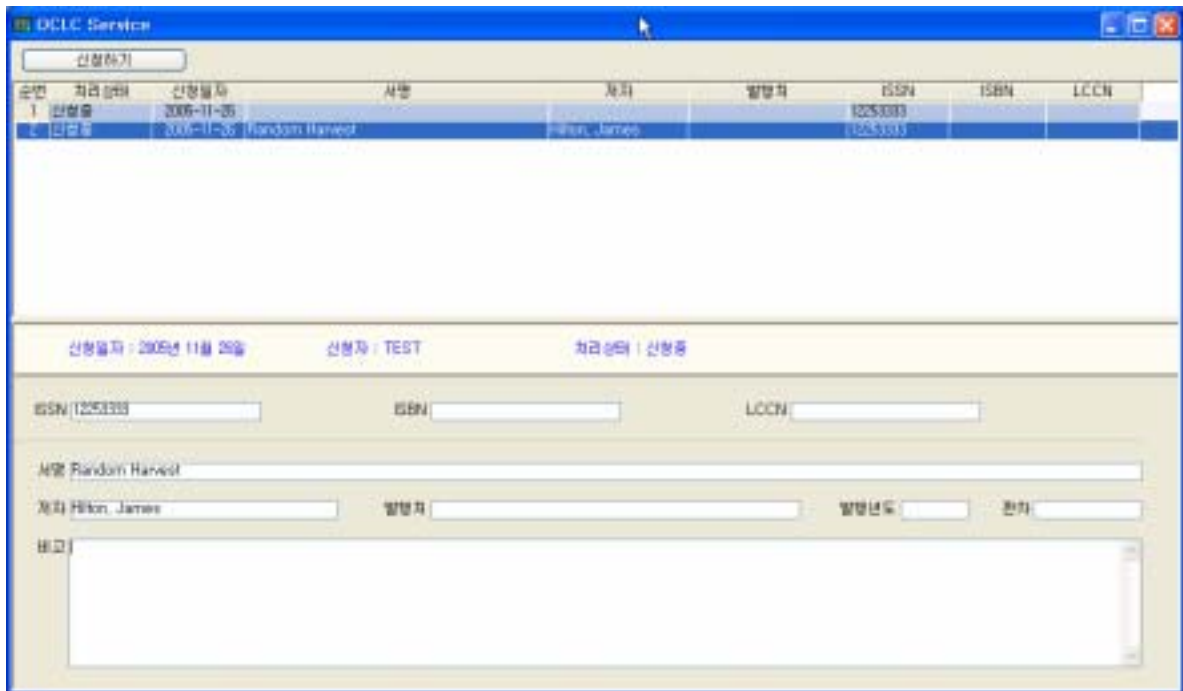 OCLC Service
신청하기
순번 처리상태 신청일자 서명 저자 발행처 ISSN ISBN LCCN
1 신청중 2005-11-26 12253333
2 신청중 2005-11-26 Random Harvest Hilton, James 12253333
신청일자 : 2005년 11월 26일 신청자 : TEST 처리상태 : 신청중
ISSN 12253333 ISBN LCCN
서명 Random Harvest
저자 Hilton, James 발행처 발행년도 판차
비고